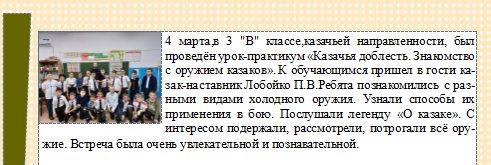 4 марта,в 3 "В" классе,казачьей направленности, был
проведён урок-практикум «Казачья доблесть. Знакомство
с оружием казаков». К обучающимся пришел в гости ка-
зак-наставник Лобойко П.В.Ребята познакомились с раз-
ными видами холодного оружия. Узнали способы их
применения в бою. Послушали легенду «О казаке». С
интересом подержали, рассмотрели, потрогали всё ору-
жие. Встреча была очень увлекательной и познавательной.